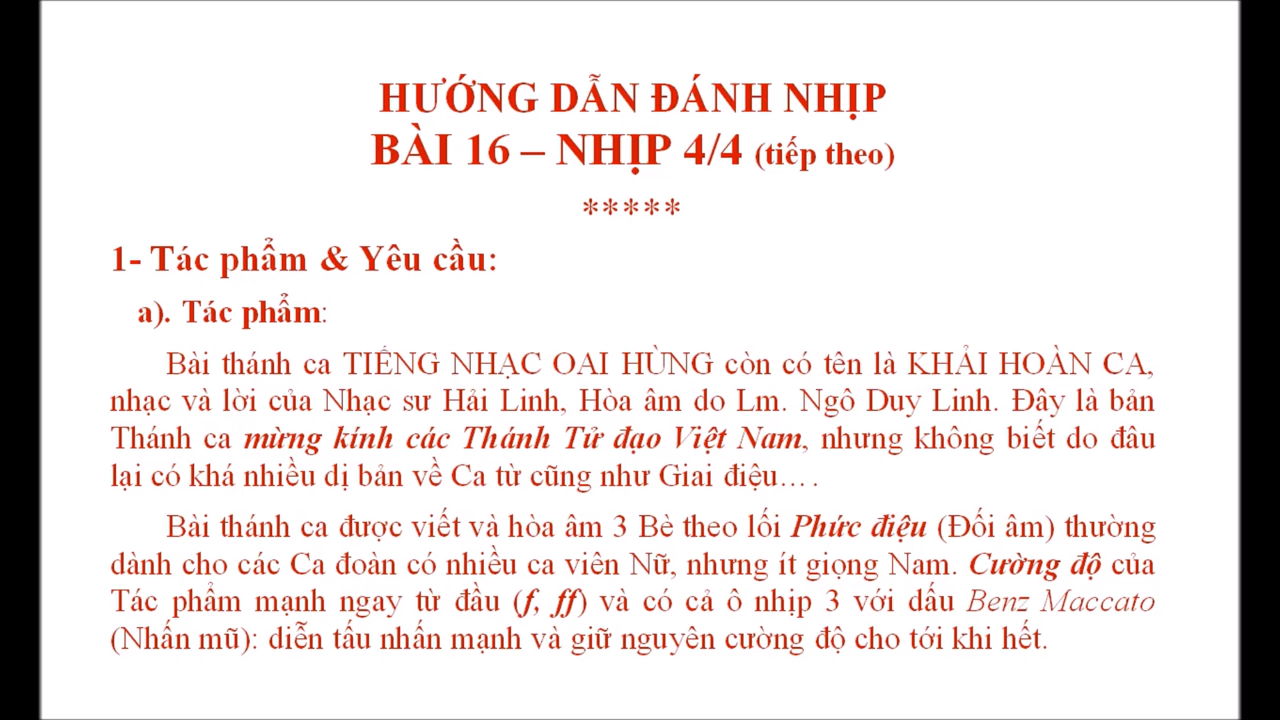 HƯỚNG DẪN ĐÁNH NHỊP
BÀI 16 – NHỊP 4/4 (tiếp theo)
*****
1- Tác phẩm & Yêu cầu:
a). Tác phẩm:
Bài thánh ca TIẾNG NHẠC OAI HÙNG còn có tên là KHẢI HOÀN CA,
nhạc và lời của Nhạc sư Hải Linh, Hòa âm do Lm. Ngô Duy Linh. Đây là bản
Thánh ca mừng kính các Thánh Tử đạo Việt Nam, nhưng không biết do đâu
lại có khá nhiều dị bản về Ca từ cũng như Giai điệu….
Bài thánh ca được viết và hòa âm 3 Bè theo lối Phức điệu (Đối âm) thường
dành cho các Ca đoàn có nhiều ca viên Nữ, nhưng ít giọng Nam. Cường độ của
Tác phẩm mạnh ngay từ đầu (f, ff) và có cả ô nhịp 3 với dấu Benz Maccato
(Nhấn mũ): diễn tấu nhấn mạnh và giữ nguyên cường độ cho tới khi hết.